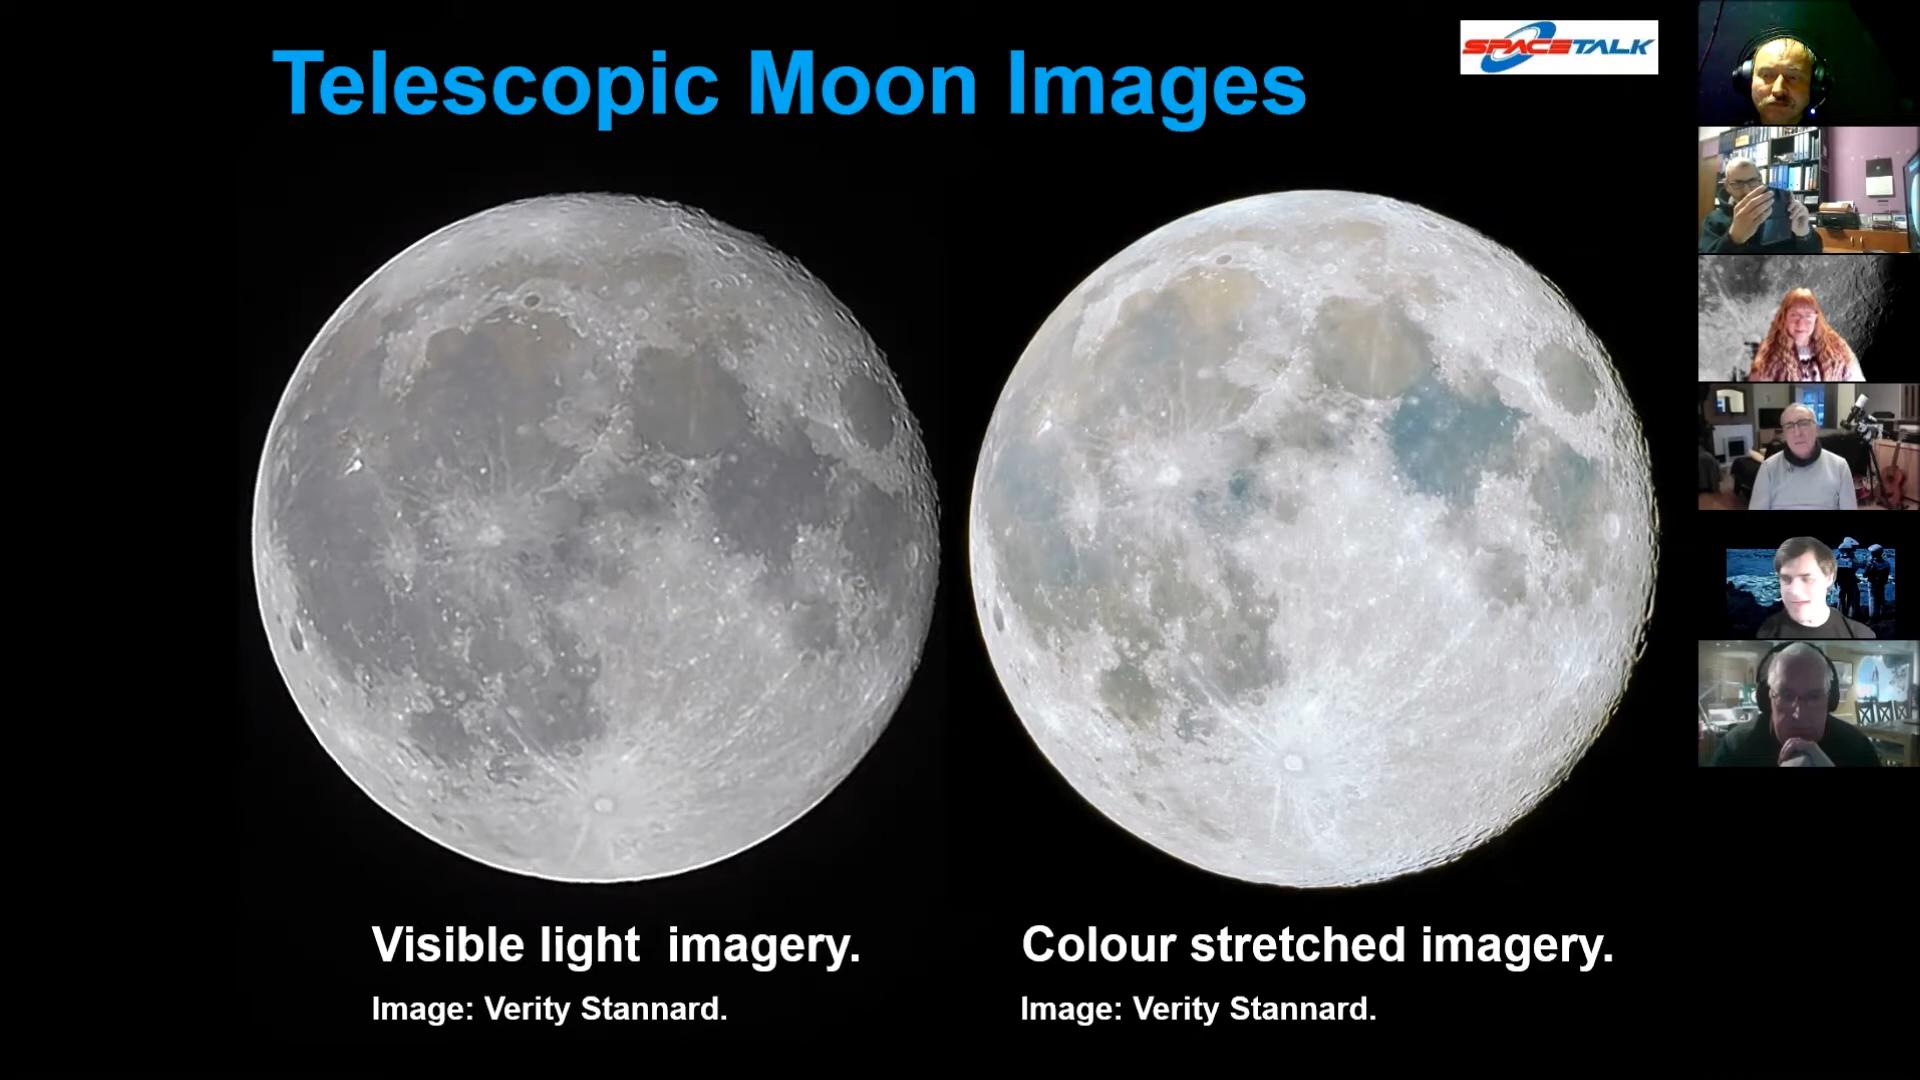 Telescopic Moon Images
SPACETALK
Visible light imagery.
Colour stretched imagery.
Image: Verity Stannard.
Image: Verity Stannard.